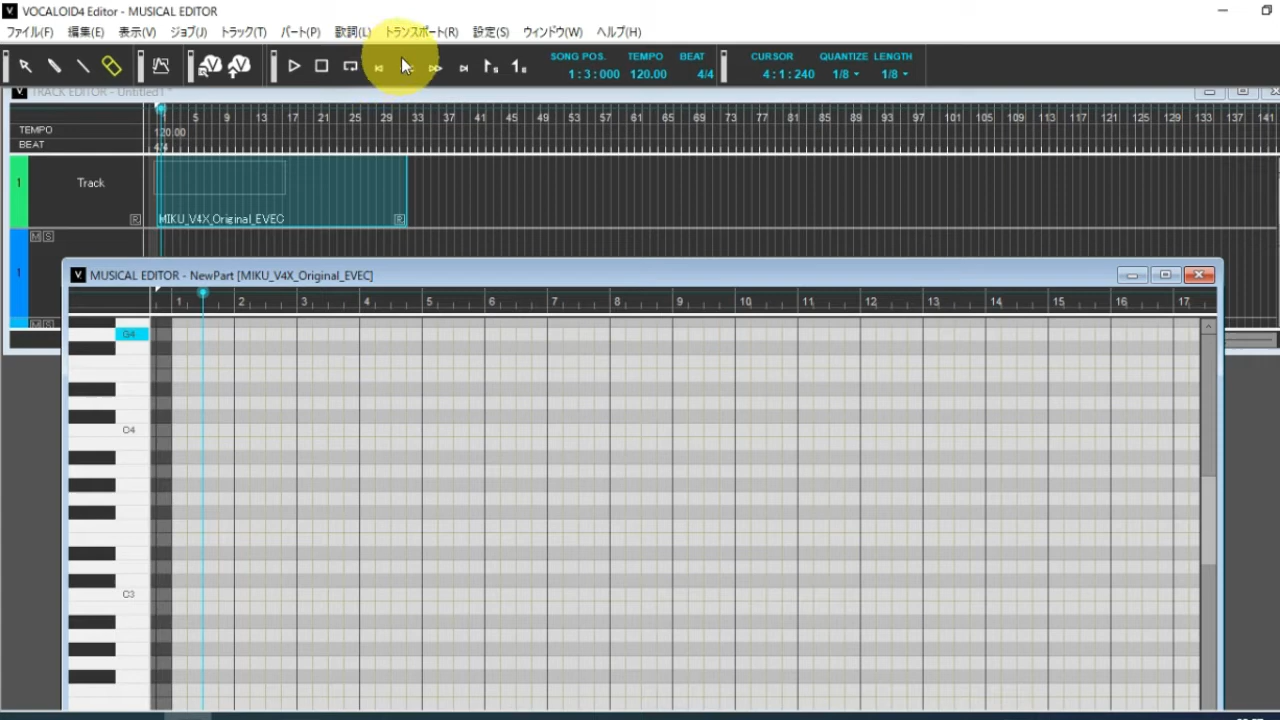 VOCALOID4 Editor - MUSICAL EDITOR
ファイル(F) 編集(E) 表示(V) ジョブ(J) トラック(T) パート(P) 歌詞(L) トランスポート(R) 設定(S) ウィンドウ(W) ヘルプ(H)
SONG POS. TEMPO BEAT CURSOR QUANTIZE LENGTH
1:3:000 120.00 4/4 4:1:240 1/8 1/8
TRACK EDITOR - Untitled1 *
5 9 13 17 21 25 29 33 37 41 45 49 53 57 61 65 69 73 77 81 85 89 93 97 101 105 109 113 117 121 125 129 133 137 141
TEMPO 120.00
BEAT 4/4
1 Track
R MIKU_V4X_Original_EVEC R
M S
1
M S
MUSICAL EDITOR - NewPart [MIKU_V4X_Original_EVEC]
1 2 3 4 5 6 7 8 9 10 11 12 13 14 15 16 17
G4
C4
C3